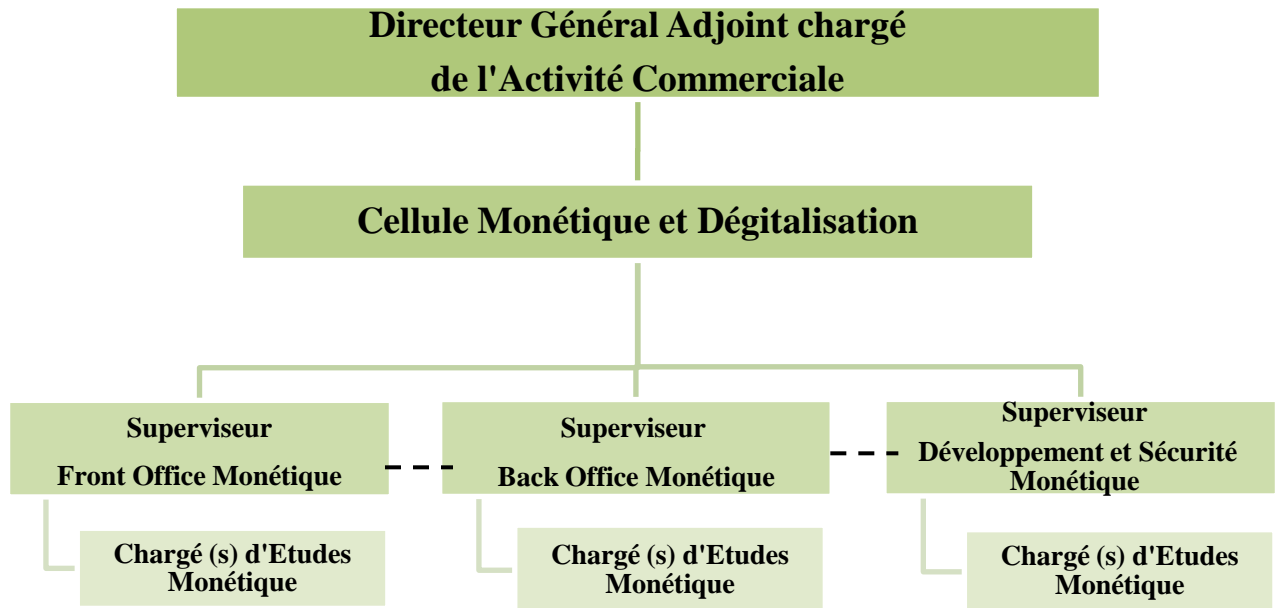 Directeur Général Adjoint chargé
de l'Activité Commerciale
Cellule Monétique et Dégitalisation
Superviseur
Front Office Monétique
Superviseur
Back Office Monétique
Superviseur
Développement et Sécurité
Monétique
Chargé (s) d'Etudes
Monétique
Chargé (s) d'Etudes
Monétique
Chargé (s) d'Etudes
Monétique